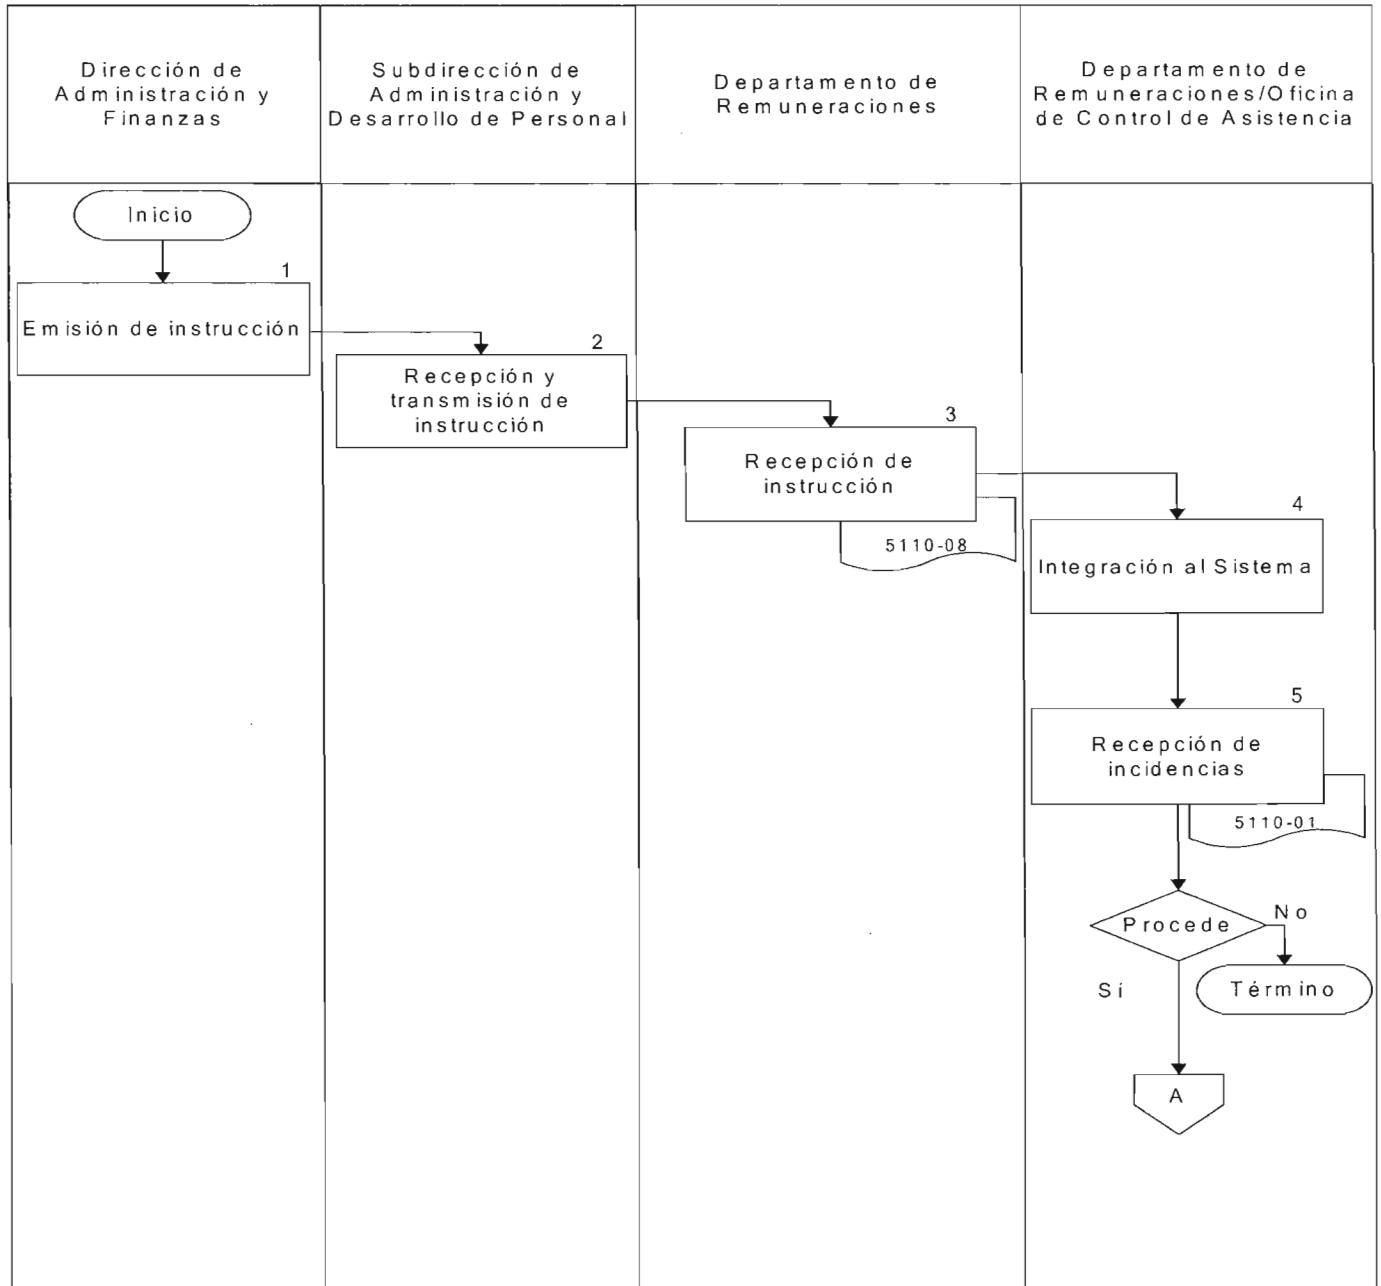 Dirección de
Administración y
Finanzas
Subdirección de
Administración y
Desarrollo de Personal
Departamento de
Remuneraciones
Departamento de
Remuneraciones/Oficina
de Control de Asistencia
Inicio
1
Emisión de instrucción
2
Recepción y
transmisión de
instrucción
3
Recepción de
instrucción
5110-08
4
Integración al Sistema
5
Recepción de
incidencias
5110-01
Procede
No
Sí
Término
A